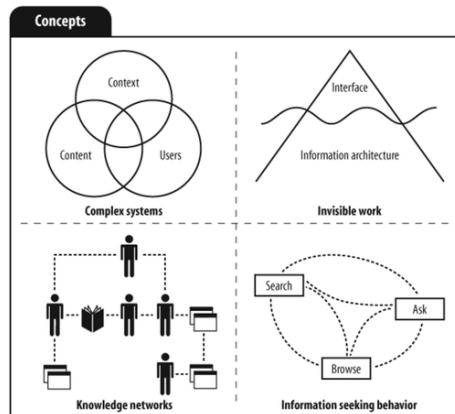 Concepts
Context
Content
Users
Complex systems
Interface
Information architecture
Invisible work
Knowledge networks
Search
Ask
Browse
Information seeking behavior